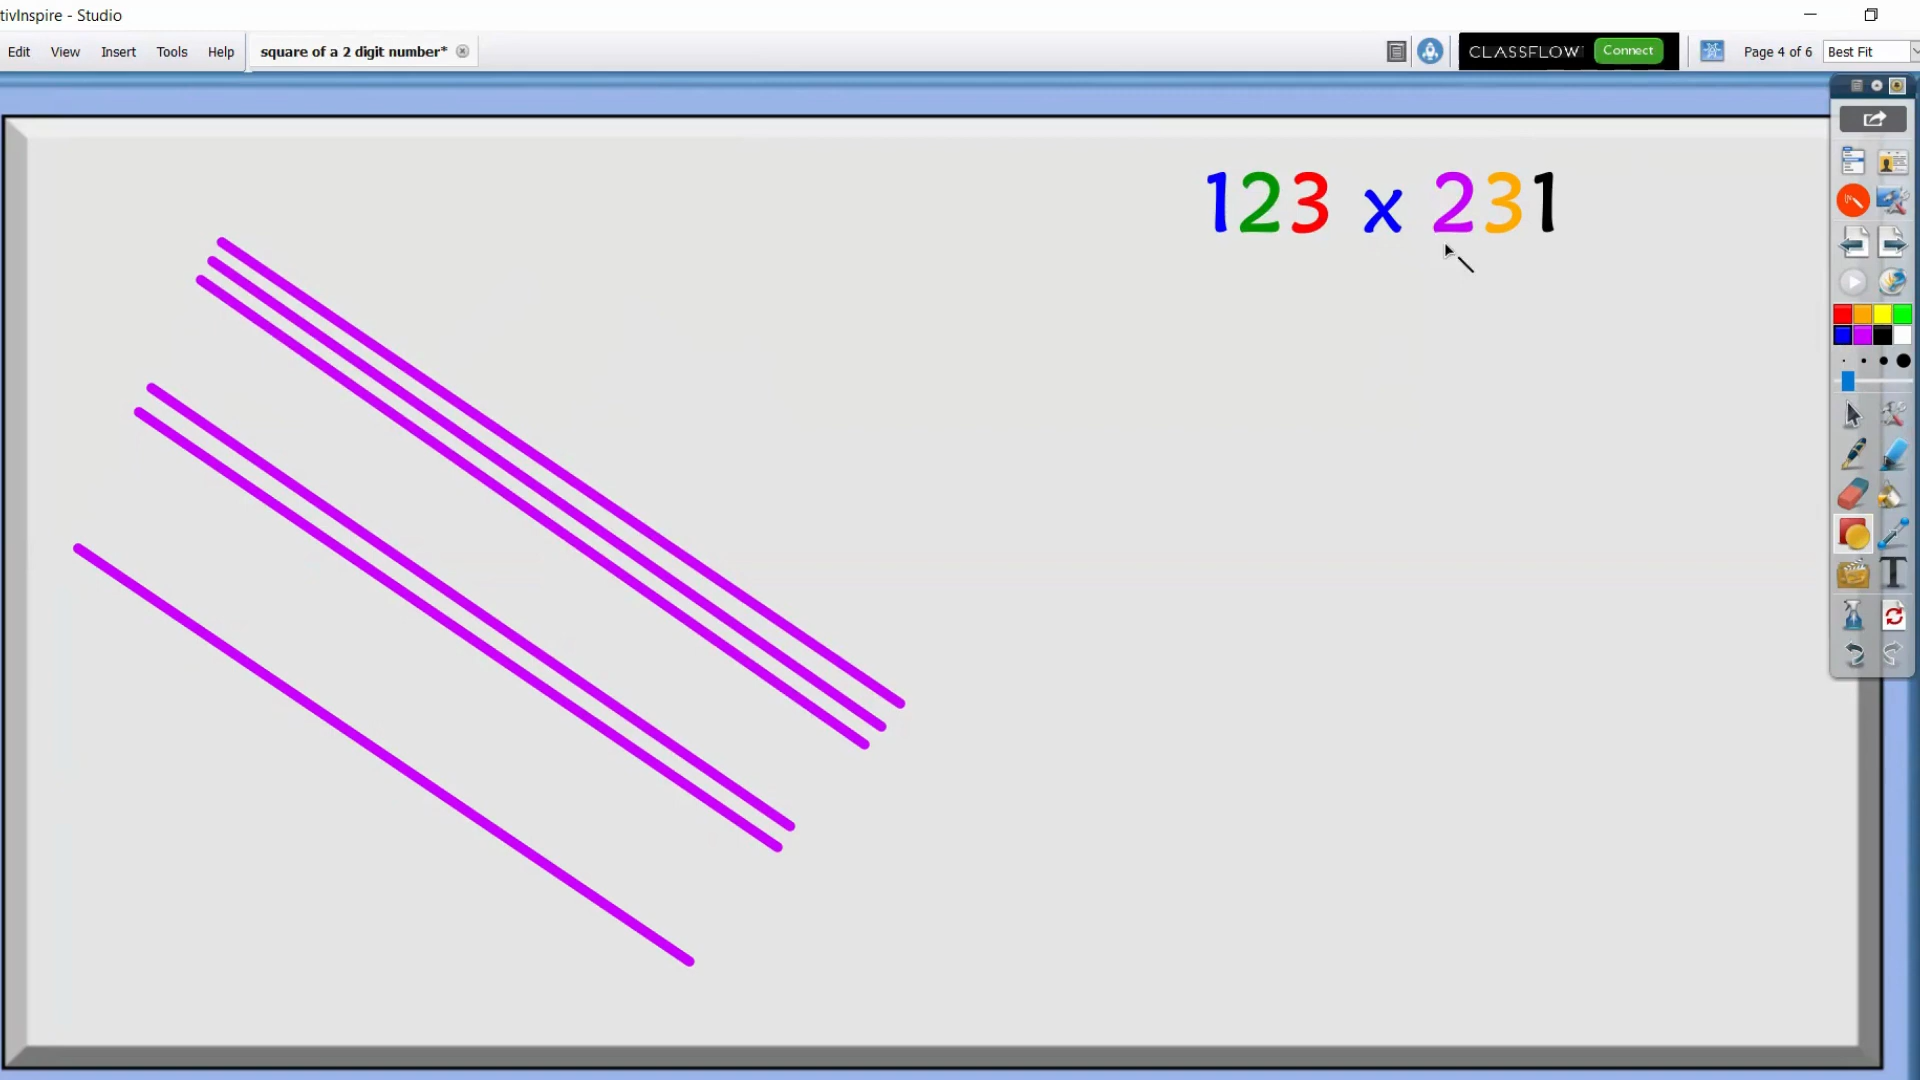 tivInspire - Studio
Edit View Insert Tools Help square of a 2 digit number* CLASSFLOW Connect Page 4 of 6 Best Fit
123 x 231
T